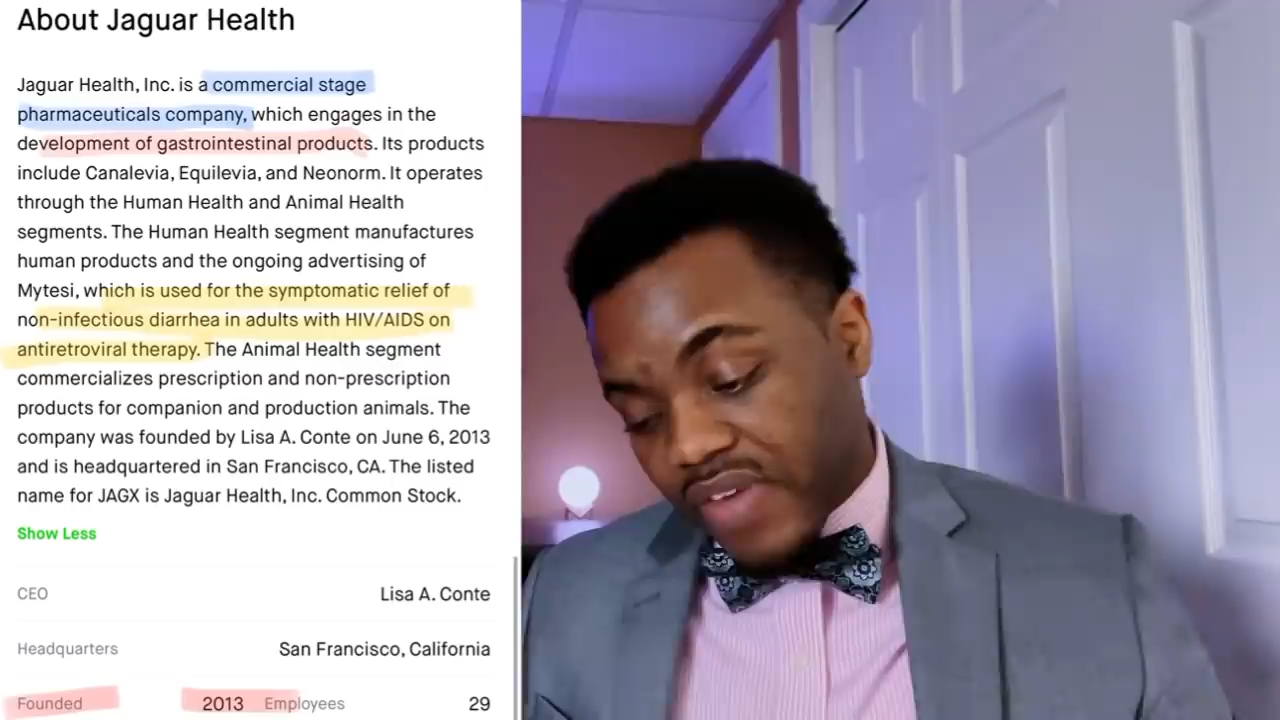 About Jaguar Health
Jaguar Health, Inc. is a commercial stage
pharmaceuticals company, which engages in the
development of gastrointestinal products. Its products
include Canalevia, Equilevia, and Neonorm. It operates
through the Human Health and Animal Health
segments. The Human Health segment manufactures
human products and the ongoing advertising of
Mytesi, which is used for the symptomatic relief of
non-infectious diarrhea in adults with HIV/AIDS on
antiretroviral therapy. The Animal Health segment
commercializes prescription and non-prescription
products for companion and production animals. The
company was founded by Lisa A. Conte on June 6, 2013
and is headquartered in San Francisco, CA. The listed
name for JAGX is Jaguar Health, Inc. Common Stock.
Show Less
CEO Lisa A. Conte
Headquarters San Francisco, California
Founded 2013 Employees 29